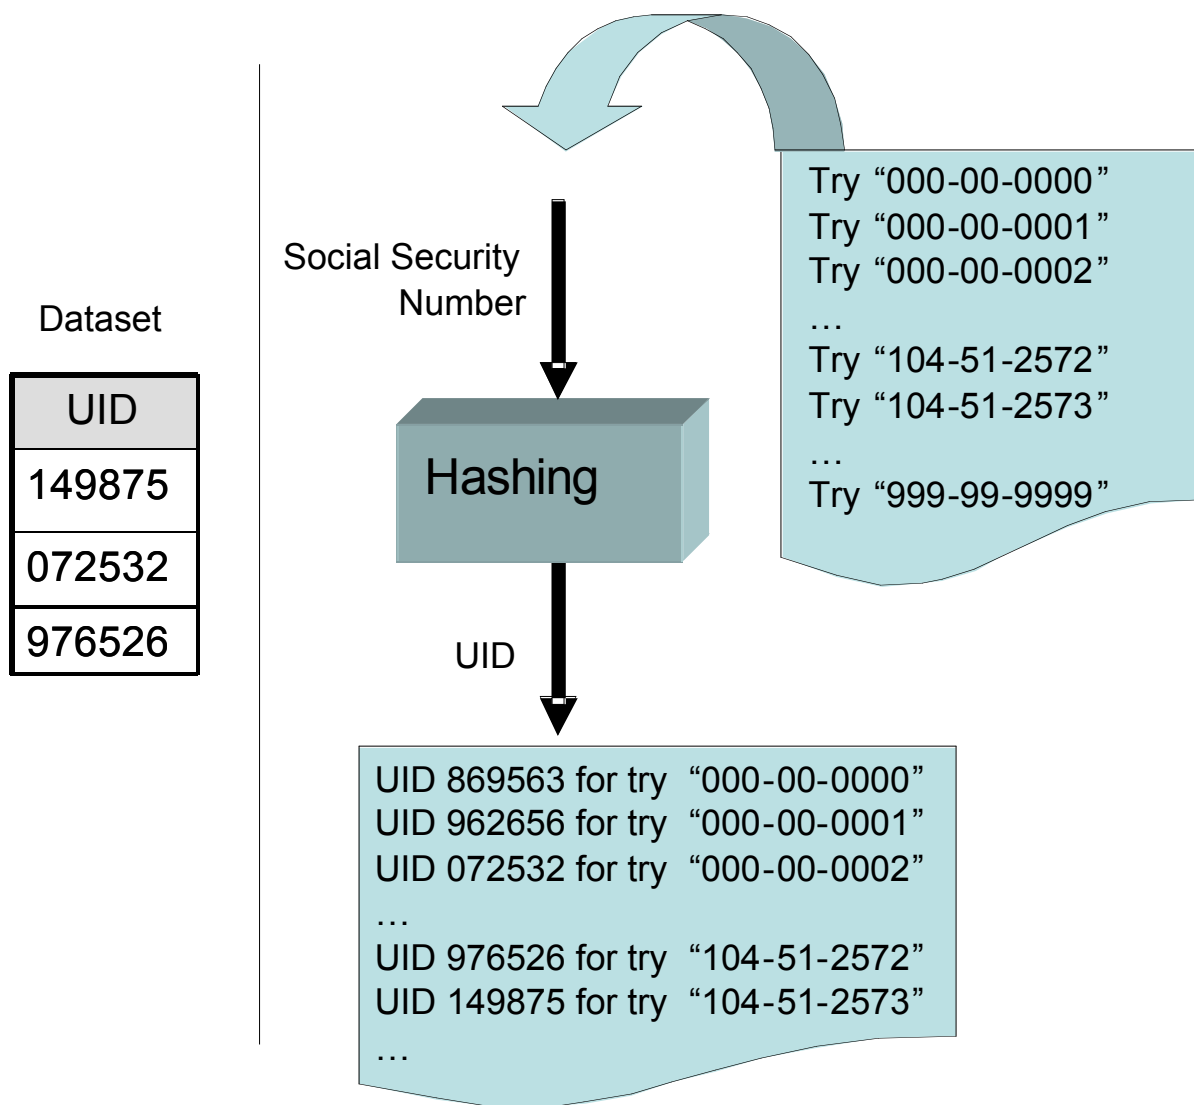 Dataset
UID
149875
072532
976526
Social Security
Number
Hashing
UID
Try “000-00-0000”
Try “000-00-0001”
Try “000-00-0002”
…
Try “104-51-2572”
Try “104-51-2573”
…
Try “999-99-9999”
UID 869563 for try “000-00-0000”
UID 962656 for try “000-00-0001”
UID 072532 for try “000-00-0002”
…
UID 976526 for try “104-51-2572”
UID 149875 for try “104-51-2573”
…